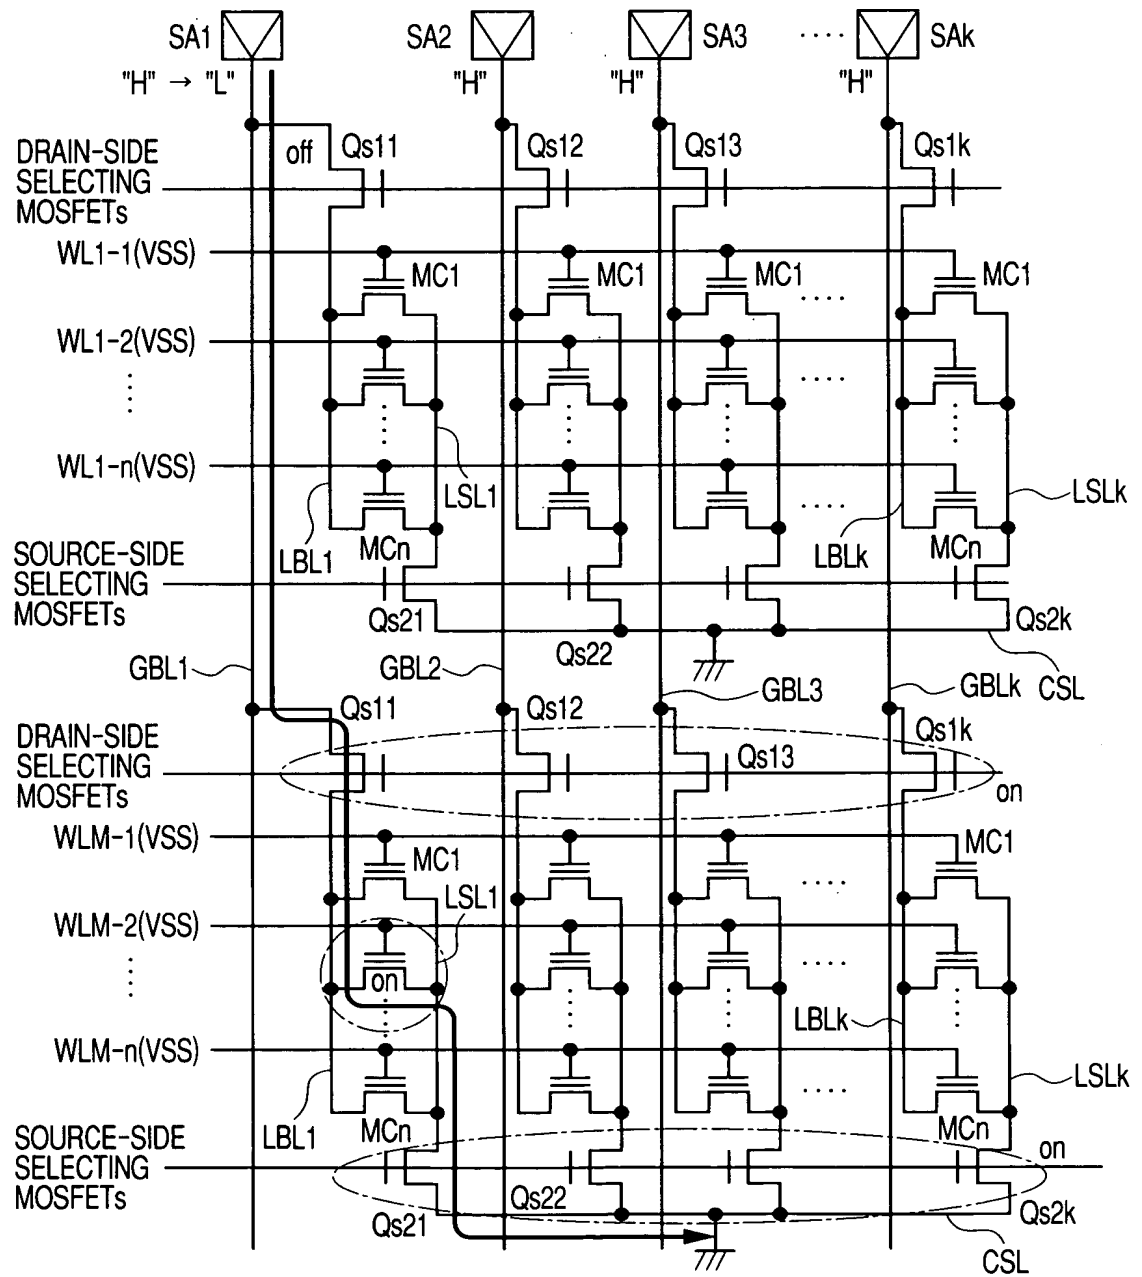 SA1 SA2 SA3 ···· SAk
"H" → "L" "H" "H" "H"
DRAIN-SIDE
SELECTING
MOSFETs
off Qs11 Qs12 Qs13 Qs1k
WL1-1(VSS)
MC1 MC1 MC1 MC1
····
WL1-2(VSS)
····
WL1-n(VSS)
LSL1 LSLk
····
LBL1 MCn LBLk MCn
SOURCE-SIDE
SELECTING
MOSFETs
Qs21 Qs22 Qs2k
GBL1 GBL2 GBL3 GBLk CSL
Qs11 Qs12 Qs13 Qs1k
DRAIN-SIDE
SELECTING
MOSFETs
on
WLM-1(VSS)
MC1 MC1
····
LSL1
WLM-2(VSS)
on
····
LBLk
WLM-n(VSS)
LSLk
····
LBL1 MCn MCn
SOURCE-SIDE
SELECTING
MOSFETs
on
Qs21 Qs22 Qs2k
CSL